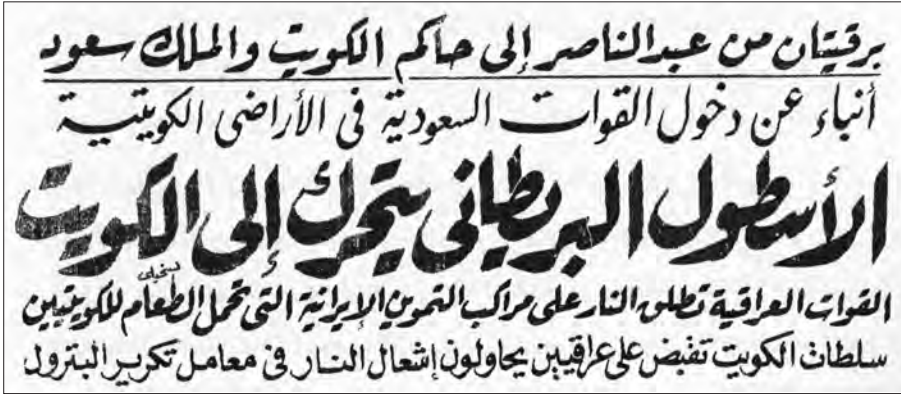 برقيتان من عبدالناصر إلى حاكم الكويت والملك سعود
أنباء عن دخول القوات السعودية فى الأراضى الكويتية
الأسطول البريطانى يتحرك إلى الكويت
القوات العراقية تطلق النار على مراكب التموين الإيرانية التى تحمل الطعام للكويتيين
سلطات الكويت تقبض على عراقيين يحاولون إشعال النار فى معامل تكرير البترول